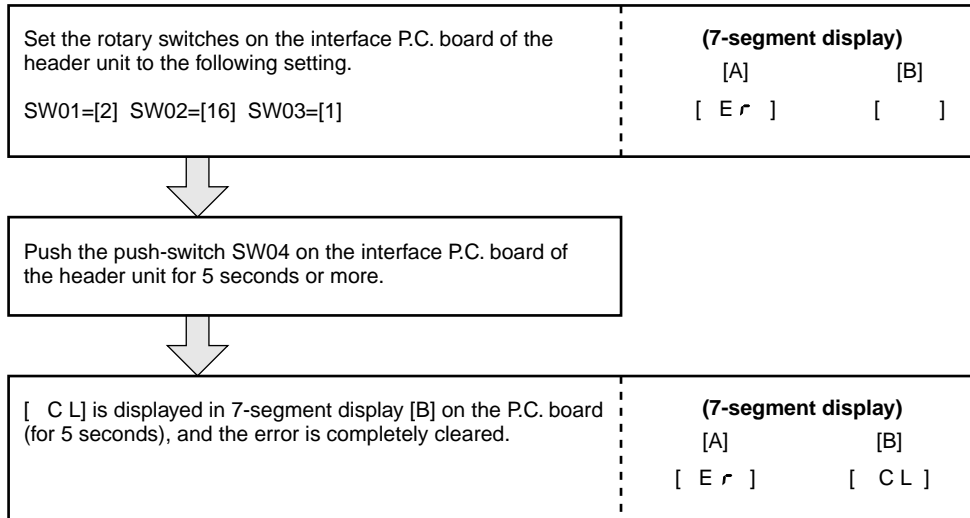 Set the rotary switches on the interface P.C. board of the
header unit to the following setting.
SW01=[2] SW02=[16] SW03=[1]
(7-segment display)
[A] [B]
[ E r ] [ ]
Push the push-switch SW04 on the interface P.C. board of
the header unit for 5 seconds or more.
[ C L] is displayed in 7-segment display [B] on the P.C. board
(for 5 seconds), and the error is completely cleared.
(7-segment display)
[A] [B]
[ E r ] [ C L ]